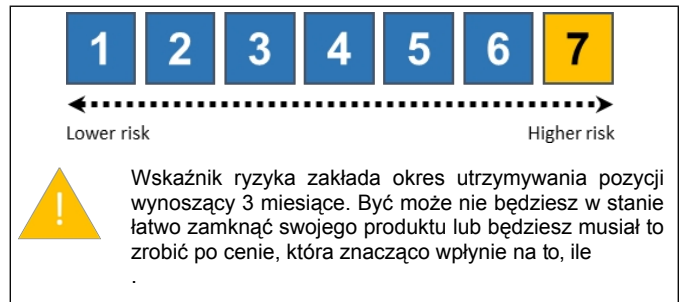 1 2 3 4 5 6 7
Lower risk Higher risk
!
Wskaźnik ryzyka zakłada okres utrzymywania pozycji
wynoszący 3 miesiące. Być może nie będziesz w stanie
łatwo zamknąć swojego produktu lub będziesz musiał to
zrobić po cenie, która znacząco wpłynie na to, ile
.